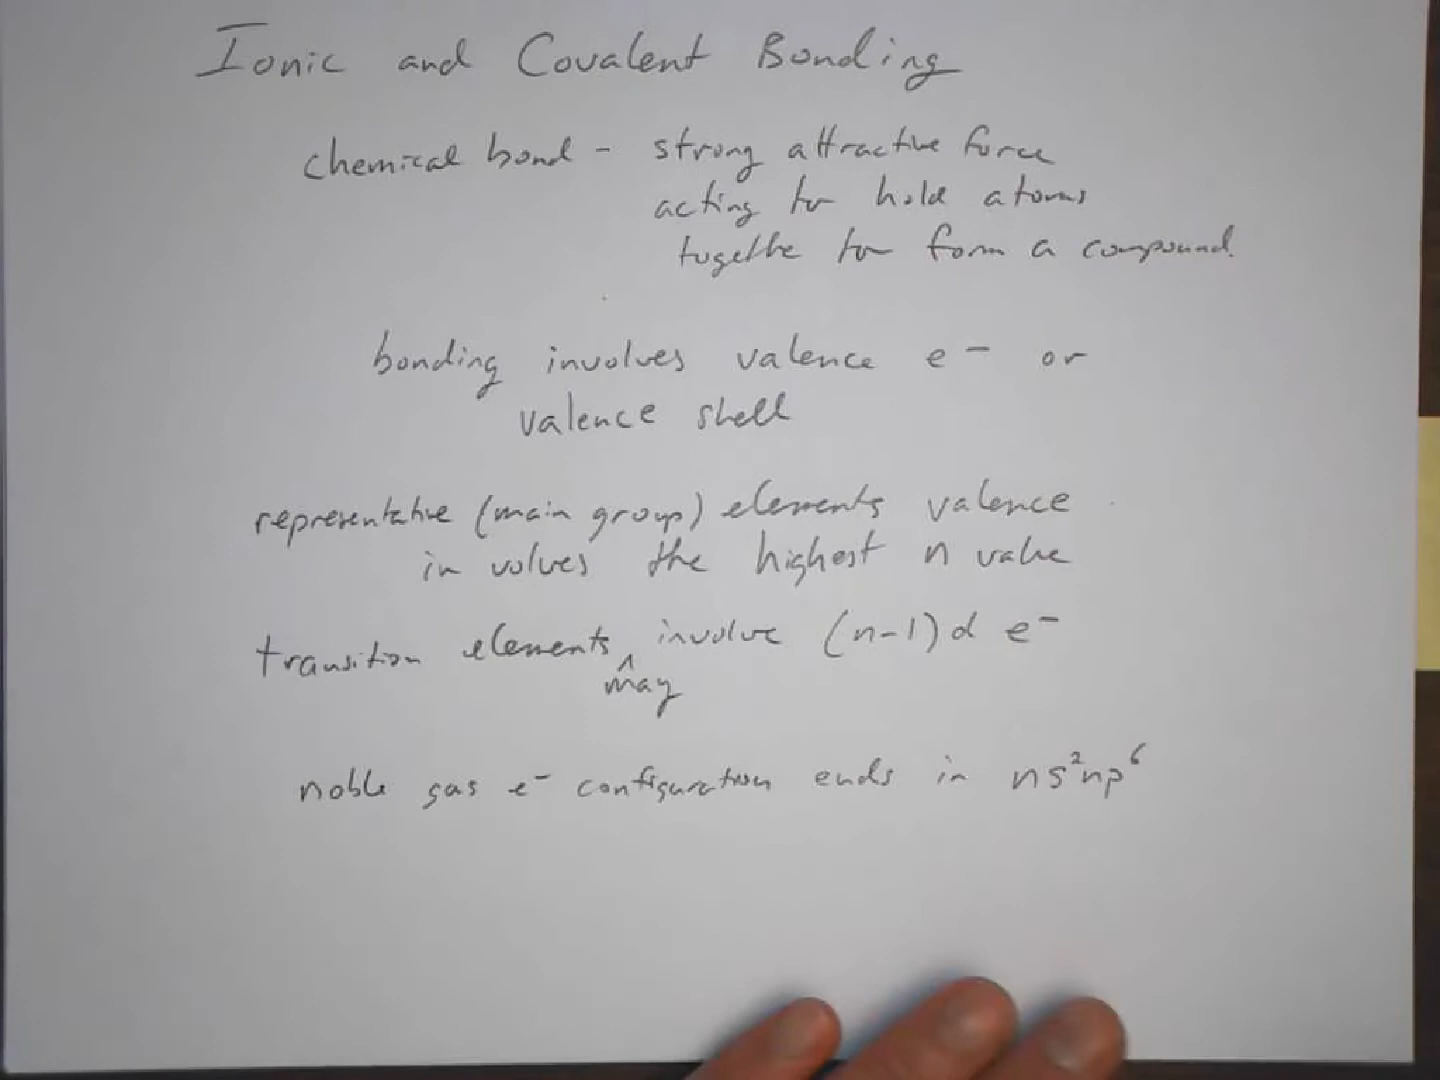 Ionic and Covalent Bonding
chemical bond - strong attractive force
acting to hold atoms
together to form a compound.
bonding involves valence e⁻ or
valence shell
representative (main group) elements valence
involves the highest n value
transition elements may involve (n-1)d e⁻
noble gas e⁻ configuration ends in ns²np⁶